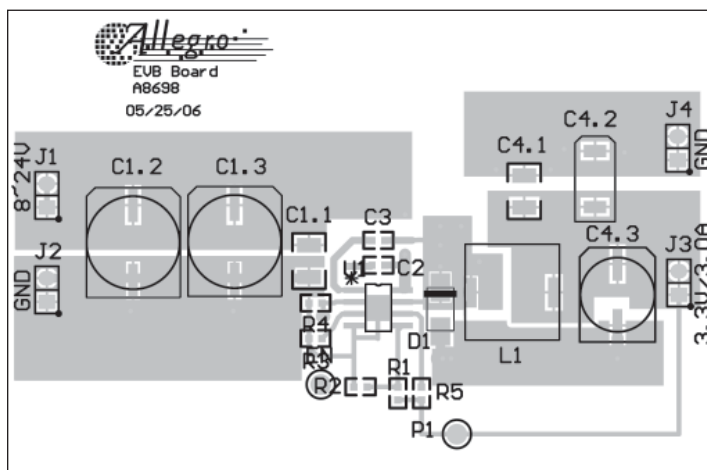 Allegro
EVB Board
A8698
05/25/06
J4
C4.2
C4.1
GND
J1
C1.2
C1.3
8~24V
C1.1
C3
C4.3
J2
GND
U1
*
C2
J3
3.3V/3.0A
R4
D1
L1
R3
R2
R1
R5
P1